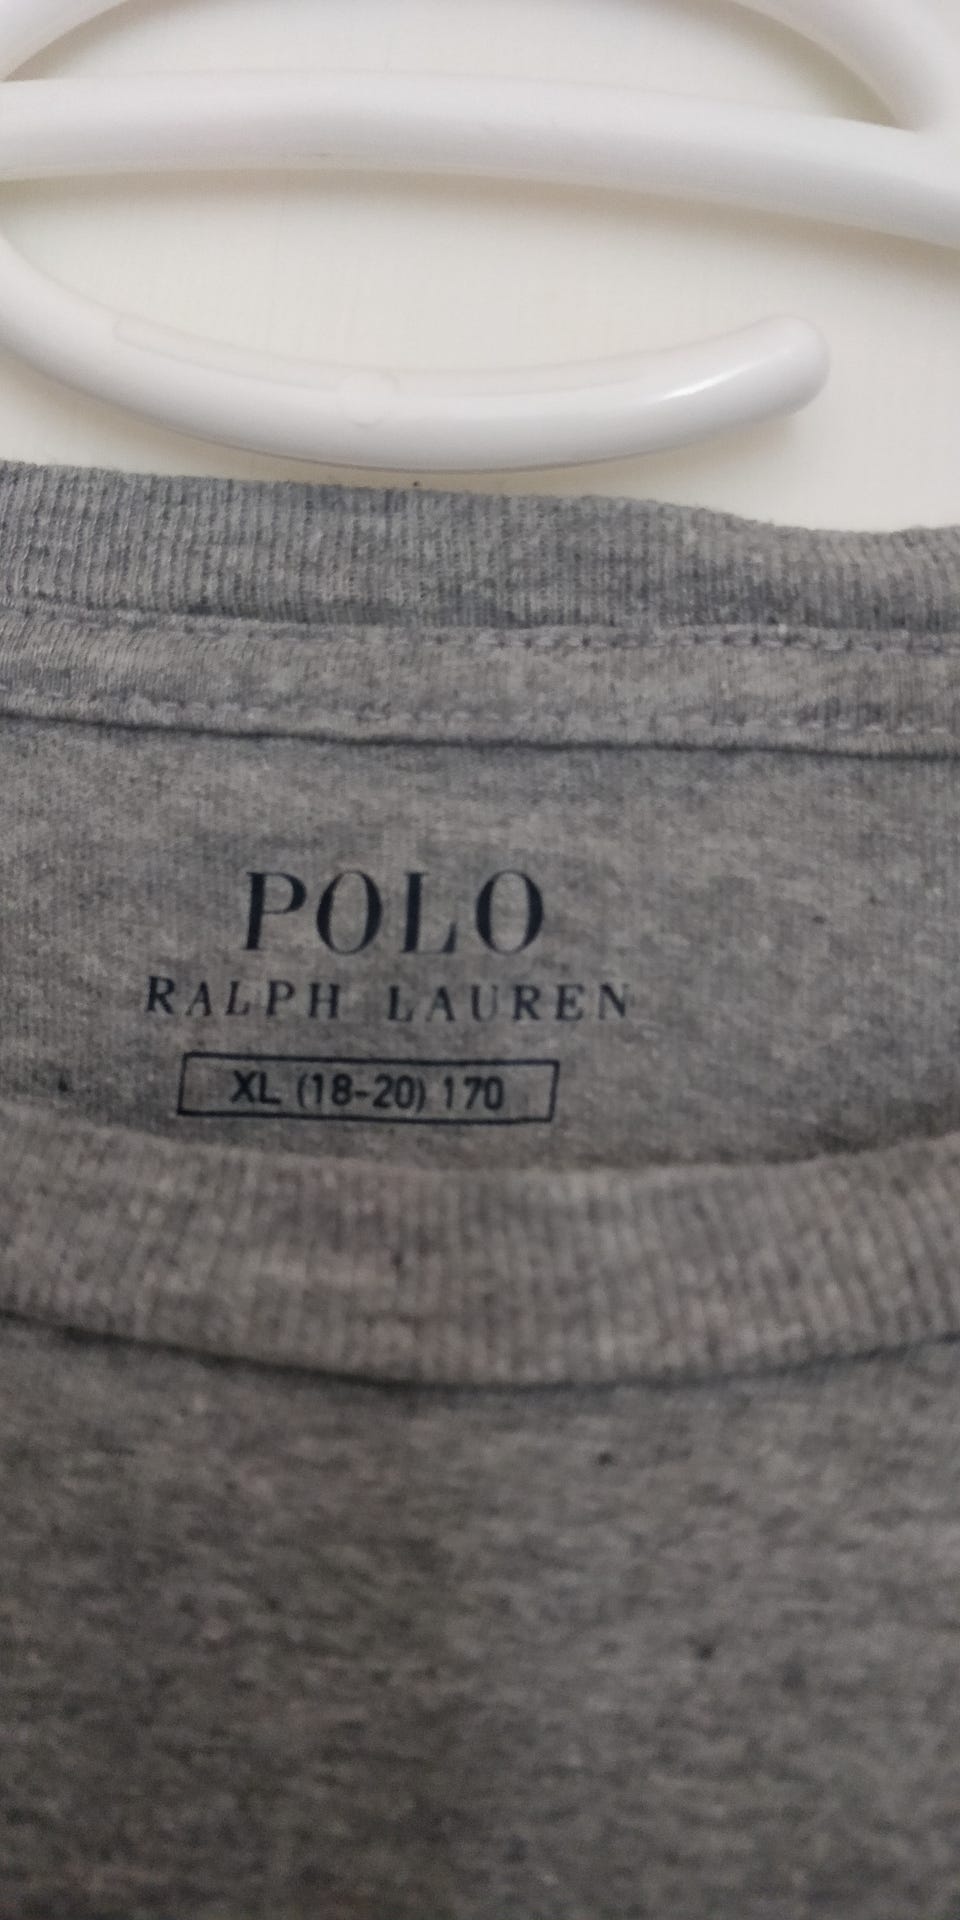 POLO
RALPH LAUREN
XL (18-20) 170